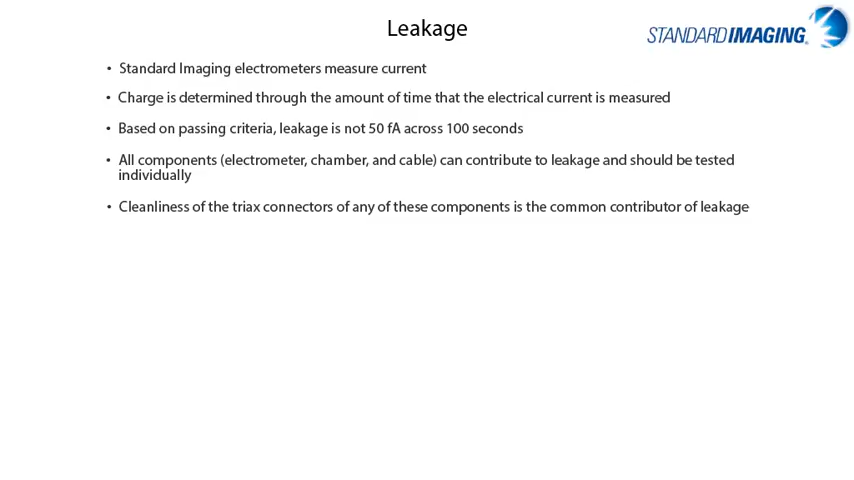 Leakage
STANDARD IMAGING®
• Standard Imaging electrometers measure current
• Charge is determined through the amount of time that the electrical current is measured
• Based on passing criteria, leakage is not 50 fA across 100 seconds
• All components (electrometer, chamber, and cable) can contribute to leakage and should be tested
individually
• Cleanliness of the triax connectors of any of these components is the common contributor of leakage